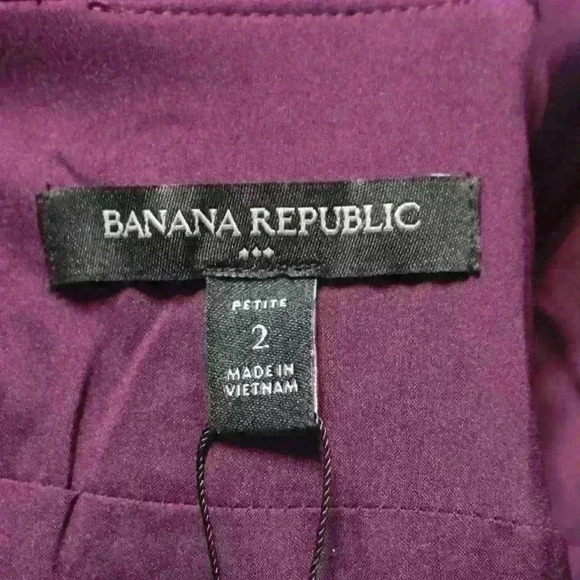 BANANA REPUBLIC
PETITE
2
MADE IN
VIETNAM